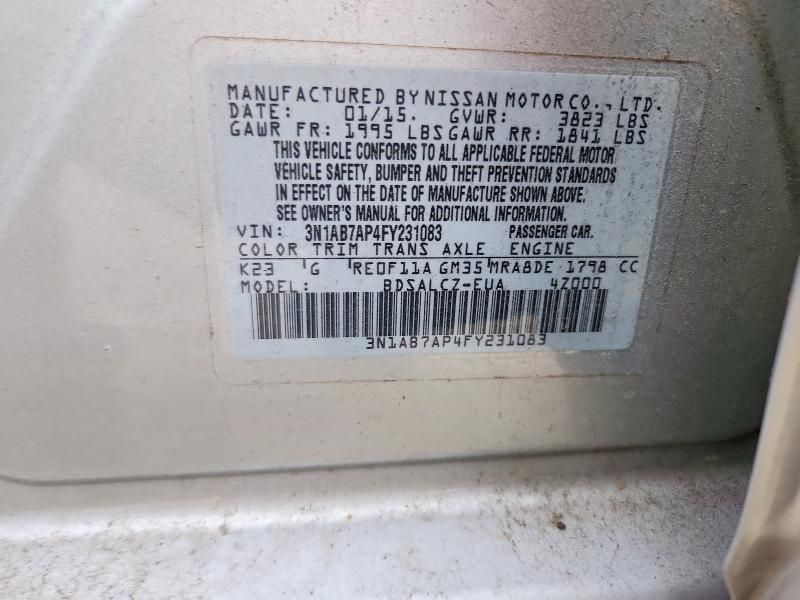 MANUFACTURED BY NISSAN MOTOR CO., LTD.
DATE: 01/15. GVWR: 3823 LBS
GAWR FR: 1995 LBS GAWR RR: 1841 LBS
THIS VEHICLE CONFORMS TO ALL APPLICABLE FEDERAL MOTOR
VEHICLE SAFETY, BUMPER AND THEFT PREVENTION STANDARDS
IN EFFECT ON THE DATE OF MANUFACTURE SHOWN ABOVE.
SEE OWNER'S MANUAL FOR ADDITIONAL INFORMATION.
VIN: 3N1AB7AP4FY231083 PASSENGER CAR.
COLOR TRIM TRANS AXLE ENGINE
K23 'G 'RE0F11A GM35'MRA8DE 1798 CC
MODEL: BDSALCZ-EUA 4Z000
3N1AB7AP4FY231083